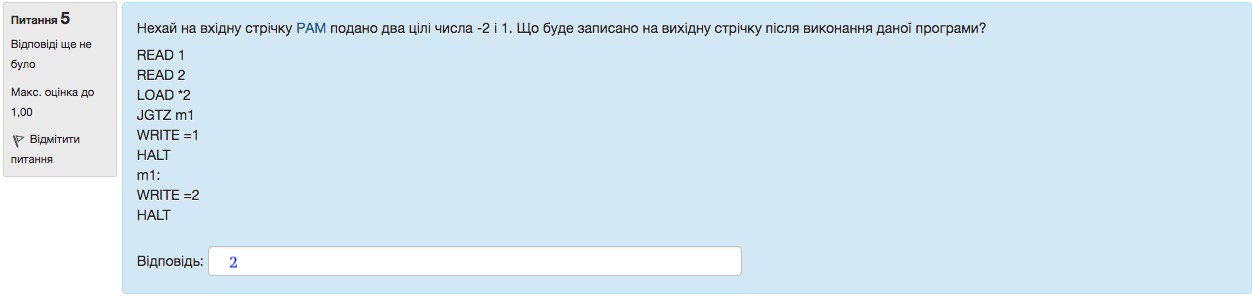 Питання 5
Відповіді ще не
було
Макс. оцінка до
1,00
Відмітити
питання
Нехай на вхідну стрічку РАМ подано два цілі числа -2 і 1. Що буде записано на вихідну стрічку після виконання даної програми?
READ 1
READ 2
LOAD *2
JGTZ m1
WRITE =1
HALT
m1:
WRITE =2
HALT
Відповідь: 2